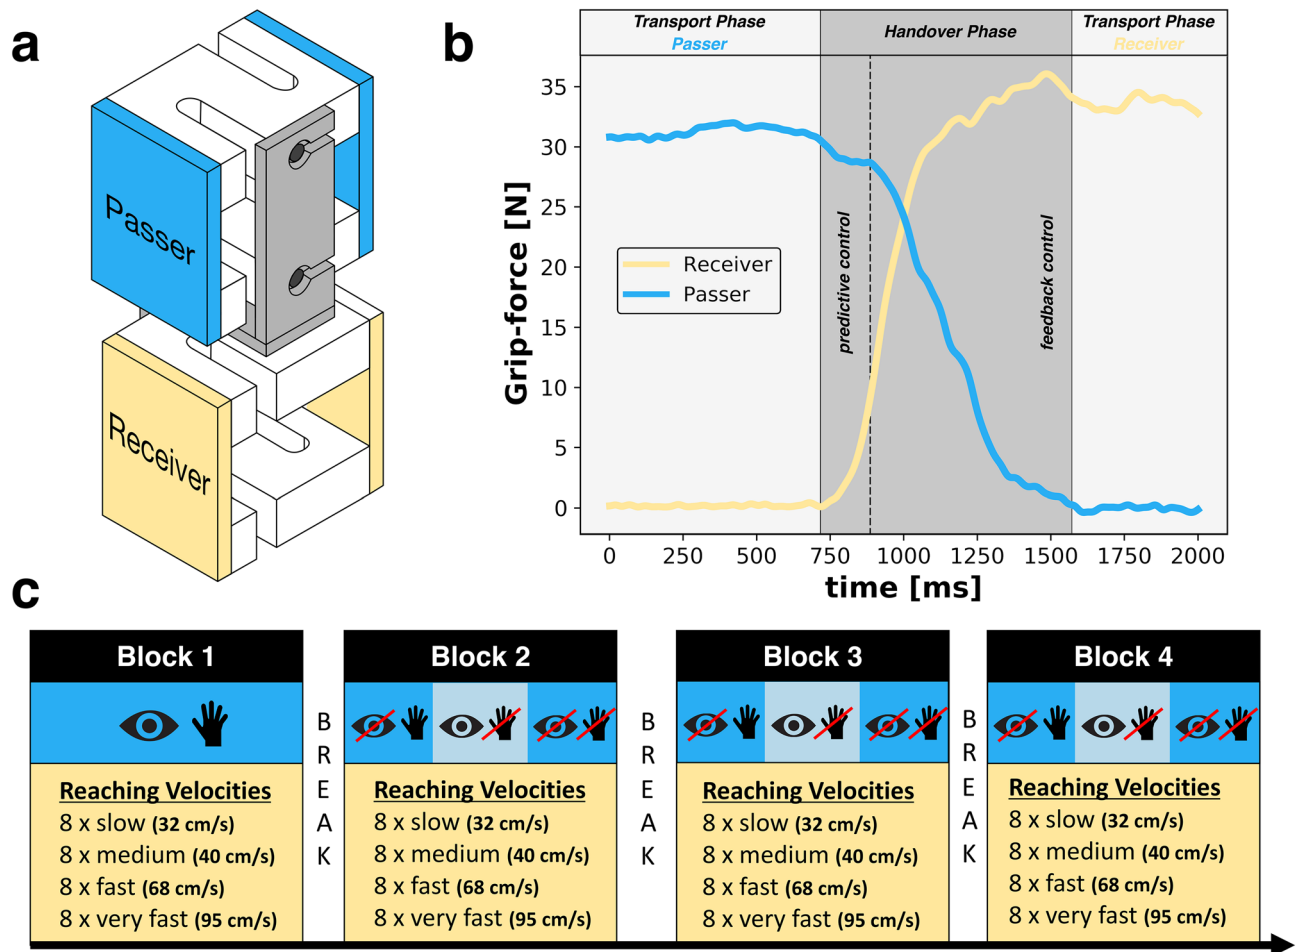 a
Passer
Receiver
b
Transport Phase
Passer
Handover Phase
Transport Phase
Receiver
Grip-force [N]
35
30
25
20
15
10
5
0
Receiver
Passer
predictive control
feedback control
0 250 500 750 1000 1250 1500 1750 2000
time [ms]
c
Block 1
Reaching Velocities
8 x slow (32 cm/s)
8 x medium (40 cm/s)
8 x fast (68 cm/s)
8 x very fast (95 cm/s)
BREAK
Block 2
Reaching Velocities
8 x slow (32 cm/s)
8 x medium (40 cm/s)
8 x fast (68 cm/s)
8 x very fast (95 cm/s)
BREAK
Block 3
Reaching Velocities
8 x slow (32 cm/s)
8 x medium (40 cm/s)
8 x fast (68 cm/s)
8 x very fast (95 cm/s)
BREAK
Block 4
Reaching Velocities
8 x slow (32 cm/s)
8 x medium (40 cm/s)
8 x fast (68 cm/s)
8 x very fast (95 cm/s)